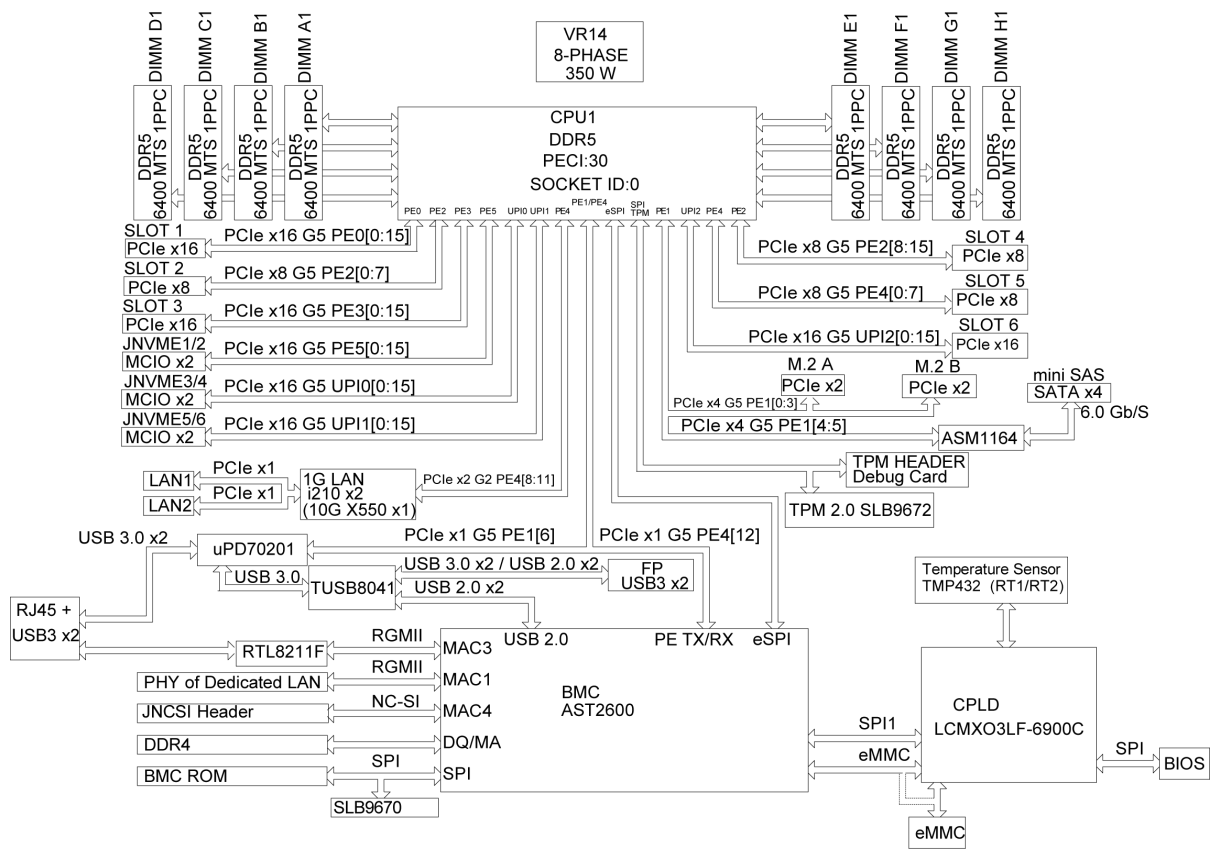 DIMM D1
DIMM C1
DIMM B1
DIMM A1
VR14
8-PHASE
350 W
DIMM E1
DIMM F1
DIMM G1
DIMM H1
DDR5
6400 MTS 1PPC
DDR5
6400 MTS 1PPC
DDR5
6400 MTS 1PPC
DDR5
6400 MTS 1PPC
CPU1
DDR5
PECI:30
SOCKET ID:0
DDR5
6400 MTS 1PPC
DDR5
6400 MTS 1PPC
DDR5
6400 MTS 1PPC
DDR5
6400 MTS 1PPC
PE0
PE2
PE3
PE5
UPI0
UPI1
PE4
PE1/PE4
eSPI
SPI
TPM
PE1
UPI2
PE4
PE2
SLOT 1
PCIe x16
PCIe x16 G5 PE0[0:15]
SLOT 2
PCIe x8
PCIe x8 G5 PE2[0:7]
SLOT 3
PCIe x16
PCIe x16 G5 PE3[0:15]
JNVME1/2
MCIO x2
PCIe x16 G5 PE5[0:15]
JNVME3/4
MCIO x2
PCIe x16 G5 UPI0[0:15]
JNVME5/6
MCIO x2
PCIe x16 G5 UPI1[0:15]
PCIe x8 G5 PE2[8:15]
SLOT 4
PCIe x8
PCIe x8 G5 PE4[0:7]
SLOT 5
PCIe x8
PCIe x16 G5 UPI2[0:15]
SLOT 6
PCIe x16
M.2 A
PCIe x2
M.2 B
PCIe x2
PCIe x4 G5 PE1[0:3]
PCIe x4 G5 PE1[4:5]
ASM1164
mini SAS
SATA x4
6.0 Gb/S
TPM HEADER
Debug Card
TPM 2.0 SLB9672
LAN1
PCIe x1
LAN2
PCIe x1
1G LAN
i210 x2
(10G X550 x1)
PCIe x2 G2 PE4[8:11]
PCIe x1 G5 PE1[6]
PCIe x1 G5 PE4[12]
USB 3.0 x2
uPD70201
USB 3.0
TUSB8041
USB 3.0 x2 / USB 2.0 x2
USB 2.0 x2
FP
USB3 x2
RJ45 +
USB3 x2
RTL8211F
RGMII
MAC3
PHY of Dedicated LAN
RGMII
MAC1
JNCSI Header
NC-SI
MAC4
DDR4
DQ/MA
BMC ROM
SPI
SPI
SLB9670
USB 2.0
PE TX/RX
eSPI
BMC
AST2600
Temperature Sensor
TMP432 (RT1/RT2)
CPLD
LCMXO3LF-6900C
SPI1
eMMC
SPI
BIOS
eMMC